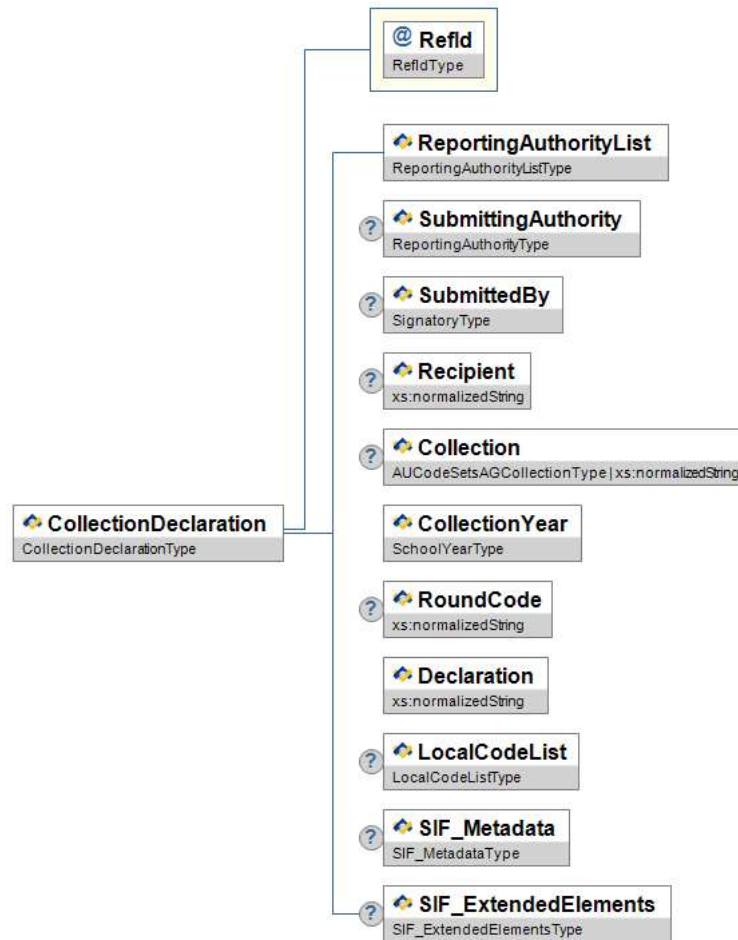 @ RefId
RefIdType
ReportingAuthorityList
ReportingAuthorityListType
? SubmittingAuthority
ReportingAuthorityType
? SubmittedBy
SignatoryType
? Recipient
xs:normalizedString
? Collection
AUCodeSetsAGCollectionType | xs:normalizedString
CollectionDeclaration
CollectionDeclarationType
CollectionYear
SchoolYearType
? RoundCode
xs:normalizedString
Declaration
xs:normalizedString
? LocalCodeList
LocalCodeListType
? SIF_Metadata
SIF_MetadataType
? SIF_ExtendedElements
SIF_ExtendedElementsType